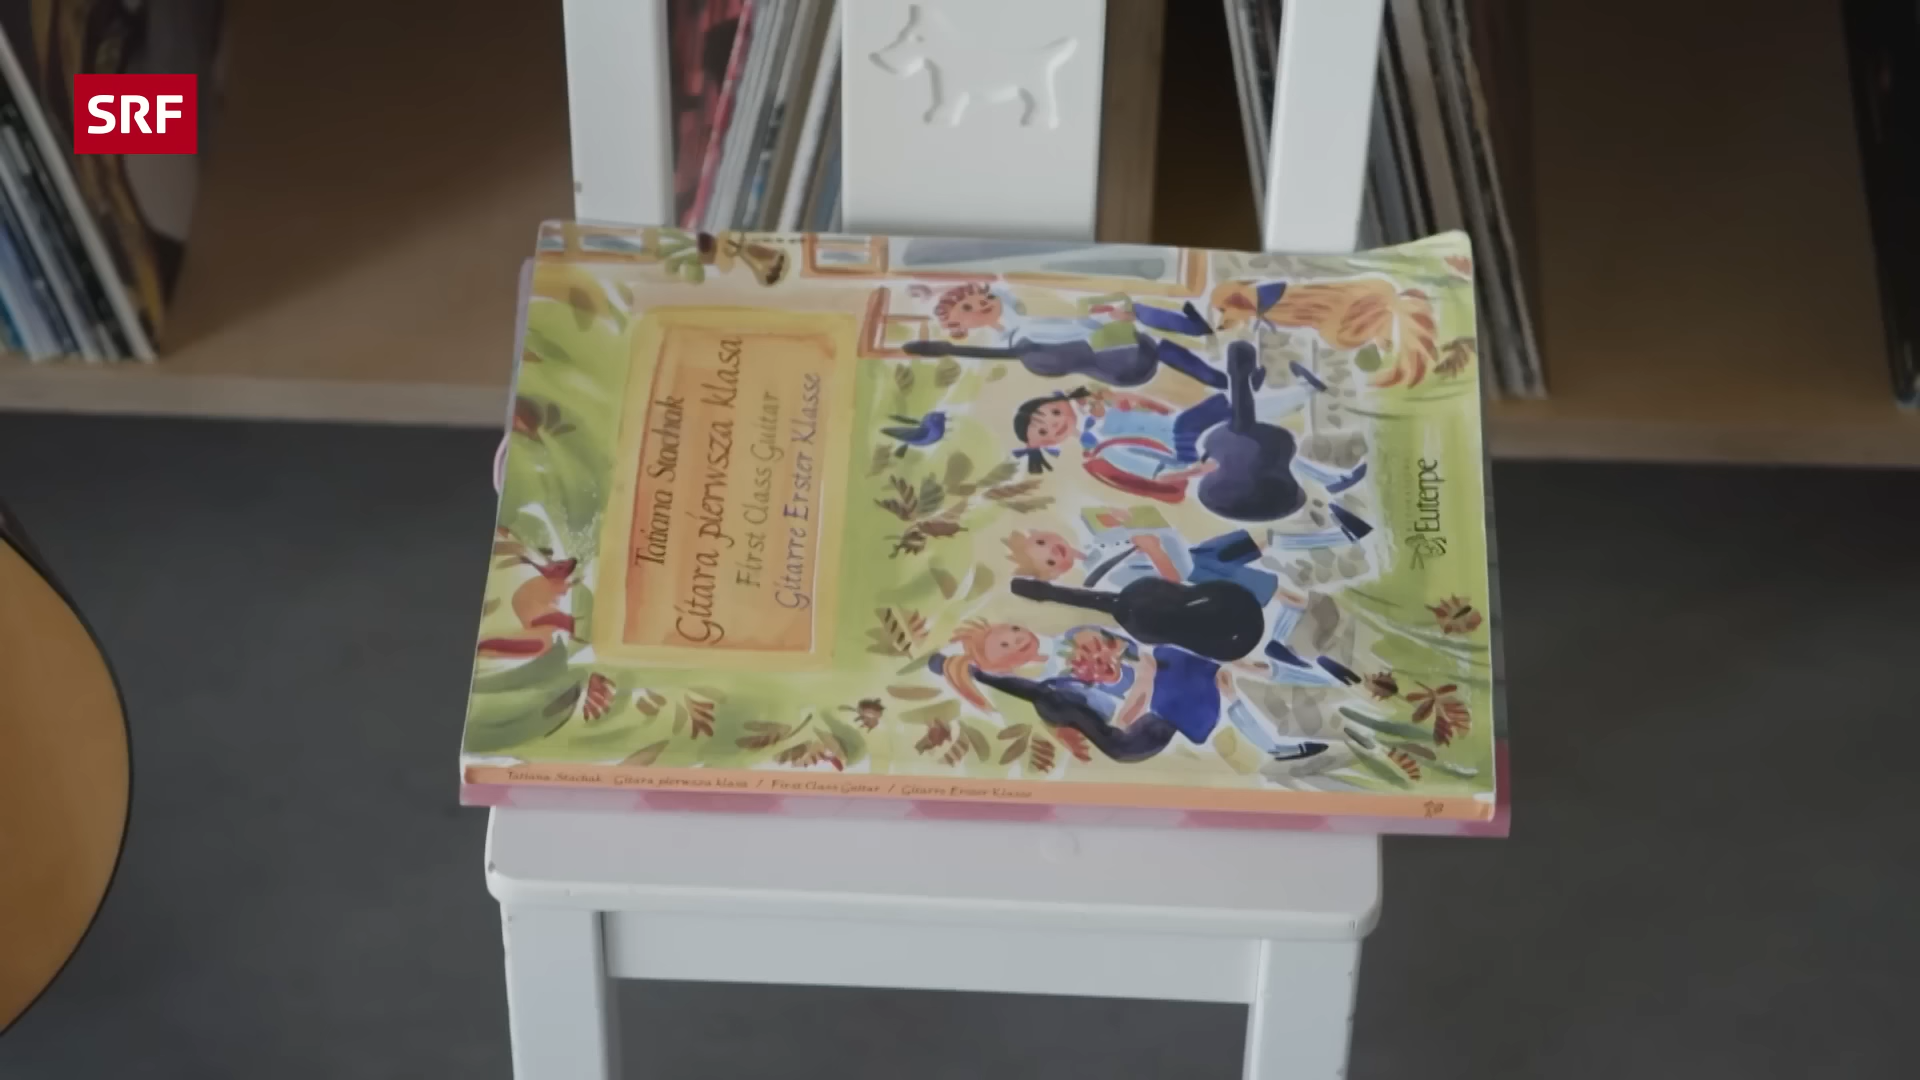 SRF
Tatiana Stachak
Gitara pierwsza klasa
First Class Guitar
Gitarre Erster Klasse
Euterpe
Tatiana Stachak Gitara pierwsza klasa / First Class Guitar / Gitarre Erster Klasse